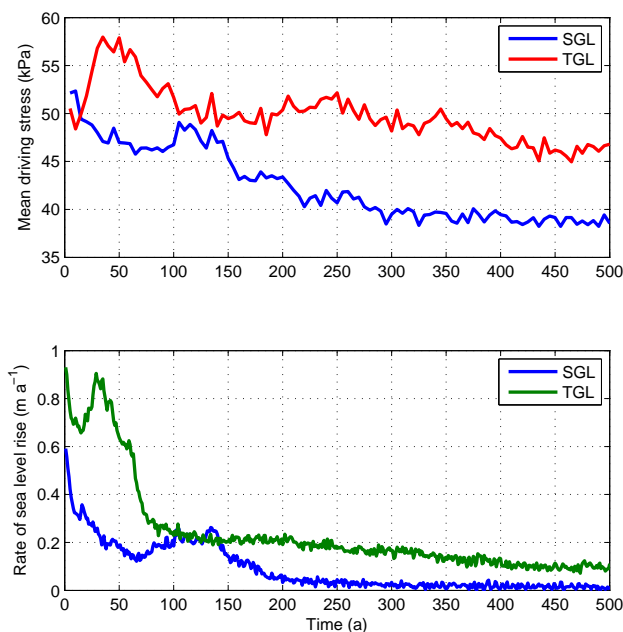 Mean driving stress (kPa)
60
55
50
45
40
35
0 50 100 150 200 250 300 350 400 450 500
SGL
TGL
Rate of sea level rise (m a⁻¹)
1
0.8
0.6
0.4
0.2
0
0 50 100 150 200 250 300 350 400 450 500
Time (a)
SGL
TGL